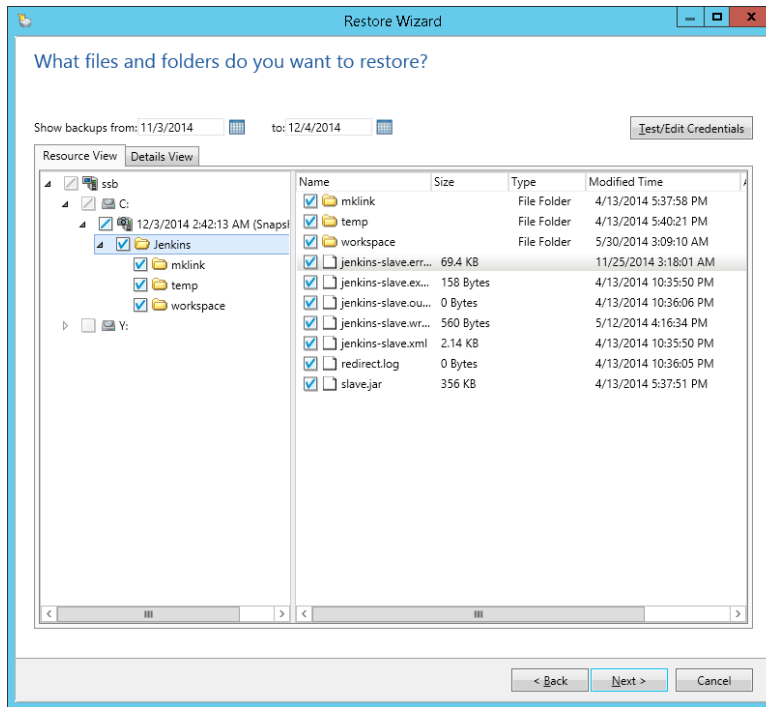 Restore Wizard
What files and folders do you want to restore?
Show backups from: 11/3/2014 to: 12/4/2014 Test/Edit Credentials
Resource View Details View
ssb
C:
12/3/2014 2:42:13 AM (Snapsh
Jenkins
mklink
temp
workspace
Y:
Name Size Type Modified Time
mklink File Folder 4/13/2014 5:37:58 PM
temp File Folder 4/13/2014 5:40:21 PM
workspace File Folder 5/30/2014 3:09:10 AM
jenkins-slave.err... 69.4 KB 11/25/2014 3:18:01 AM
jenkins-slave.ex... 158 Bytes 4/13/2014 10:35:50 PM
jenkins-slave.ou... 0 Bytes 4/13/2014 10:36:06 PM
jenkins-slave.wr... 560 Bytes 5/12/2014 4:16:34 PM
jenkins-slave.xml 2.14 KB 4/13/2014 10:35:50 PM
redirect.log 0 Bytes 4/13/2014 10:36:05 PM
slave.jar 356 KB 4/13/2014 5:37:51 PM
< Back Next > Cancel